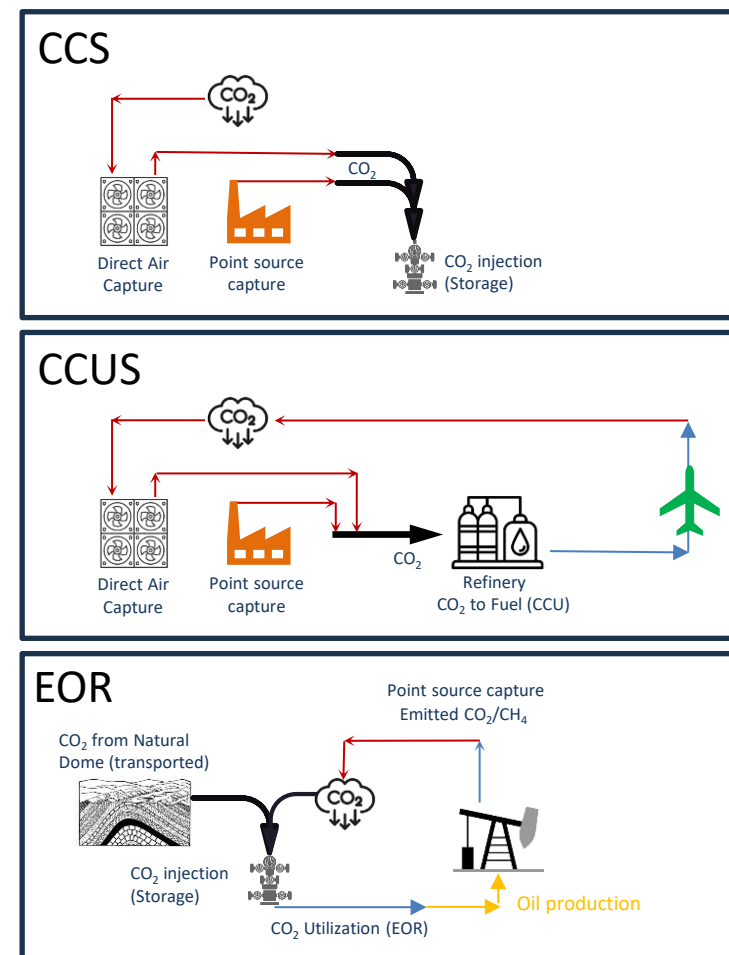 CCS
CO₂
CO₂
Direct Air
Capture
Point source
capture
CO₂ injection
(Storage)
CCUS
CO₂
CO₂
Direct Air
Capture
Point source
capture
Refinery
CO₂ to Fuel (CCU)
EOR
Point source capture
Emitted CO₂/CH₄
CO₂ from Natural
Dome (transported)
CO₂
CO₂ injection
(Storage)
Oil production
CO₂ Utilization (EOR)